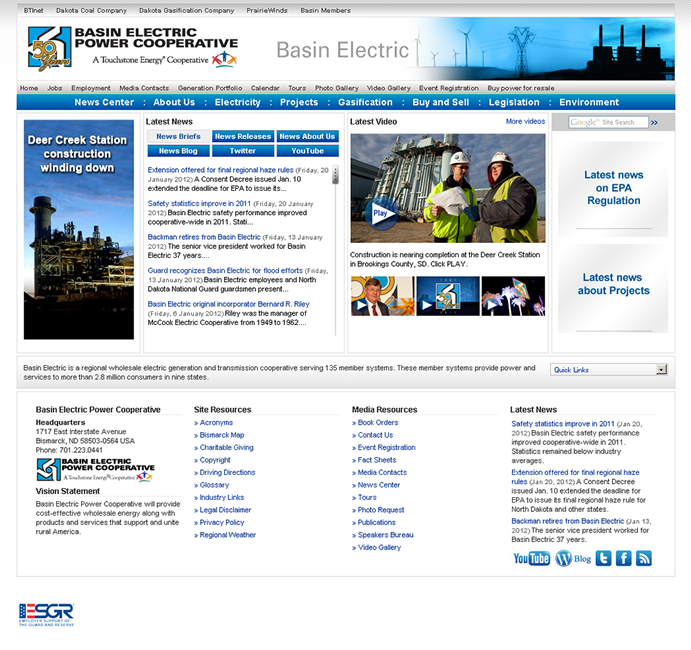 BTInet Dakota Coal Company Dakota Gasification Company PrairieWinds Basin Members
50 Years
BASIN ELECTRIC
POWER COOPERATIVE
A Touchstone Energy® Cooperative
Basin Electric
Home Jobs Employment Media Contacts Generation Portfolio Calendar Tours Photo Gallery Video Gallery Event Registration Buy power for resale
News Center : About Us : Electricity : Projects : Gasification : Buy and Sell : Legislation : Environment
Deer Creek Station
construction
winding down
Latest News
News Briefs News Releases News About Us
News Blog Twitter YouTube
Extension offered for final regional haze rules (Friday, 20
January 2012) A Consent Decree issued Jan. 10
extended the deadline for EPA to issue its...
Safety statistics improve in 2011 (Friday, 20 January
2012) Basin Electric safety performance improved
cooperative-wide in 2011. Stati...
Backman retires from Basin Electric (Friday, 13 January
2012) The senior vice president worked for Basin
Electric 37 years....
Guard recognizes Basin Electric for flood efforts (Friday,
13 January 2012) Basin Electric employees and North
Dakota National Guard guardsmen present...
Basin Electric original incorporator Bernard R. Riley
(Friday, 6 January 2012) Riley was the manager of
McCook Electric Cooperative from 1949 to 1962....
Latest Video More videos
Play
Construction is nearing completion at the Deer Creek Station
in Brookings County, SD. Click PLAY.
Google™ Site Search »
Latest news
on EPA
Regulation
Latest news
about Projects
Basin Electric is a regional wholesale electric generation and transmission cooperative serving 135 member systems. These member systems provide power and
services to more than 2.8 million consumers in nine states.
Quick Links
Basin Electric Power Cooperative
Headquarters
1717 East Interstate Avenue
Bismarck, ND 58503-0564 USA
Phone: 701.223.0441
BASIN ELECTRIC
POWER COOPERATIVE
A Touchstone Energy® Cooperative
Vision Statement
Basin Electric Power Cooperative will provide
cost-effective wholesale energy along with
products and services that support and unite
rural America.
Site Resources
» Acronyms
» Bismarck Map
» Charitable Giving
» Copyright
» Driving Directions
» Glossary
» Industry Links
» Legal Disclaimer
» Privacy Policy
» Regional Weather
Media Resources
» Book Orders
» Contact Us
» Event Registration
» Fact Sheets
» Media Contacts
» News Center
» Tours
» Photo Request
» Publications
» Speakers Bureau
» Video Gallery
Latest News
Safety statistics improve in 2011 (Jan 20,
2012) Basin Electric safety performance
improved cooperative-wide in 2011.
Statistics remained below industry
averages.
Extension offered for final regional haze
rules (Jan 20, 2012) A Consent Decree
issued Jan. 10 extended the deadline for
EPA to issue its final regional haze rule for
North Dakota and other states.
Backman retires from Basin Electric (Jan 13,
2012) The senior vice president worked for
Basin Electric 37 years.
YouTube Blog
ESGR
EMPLOYER SUPPORT OF
THE GUARD AND RESERVE